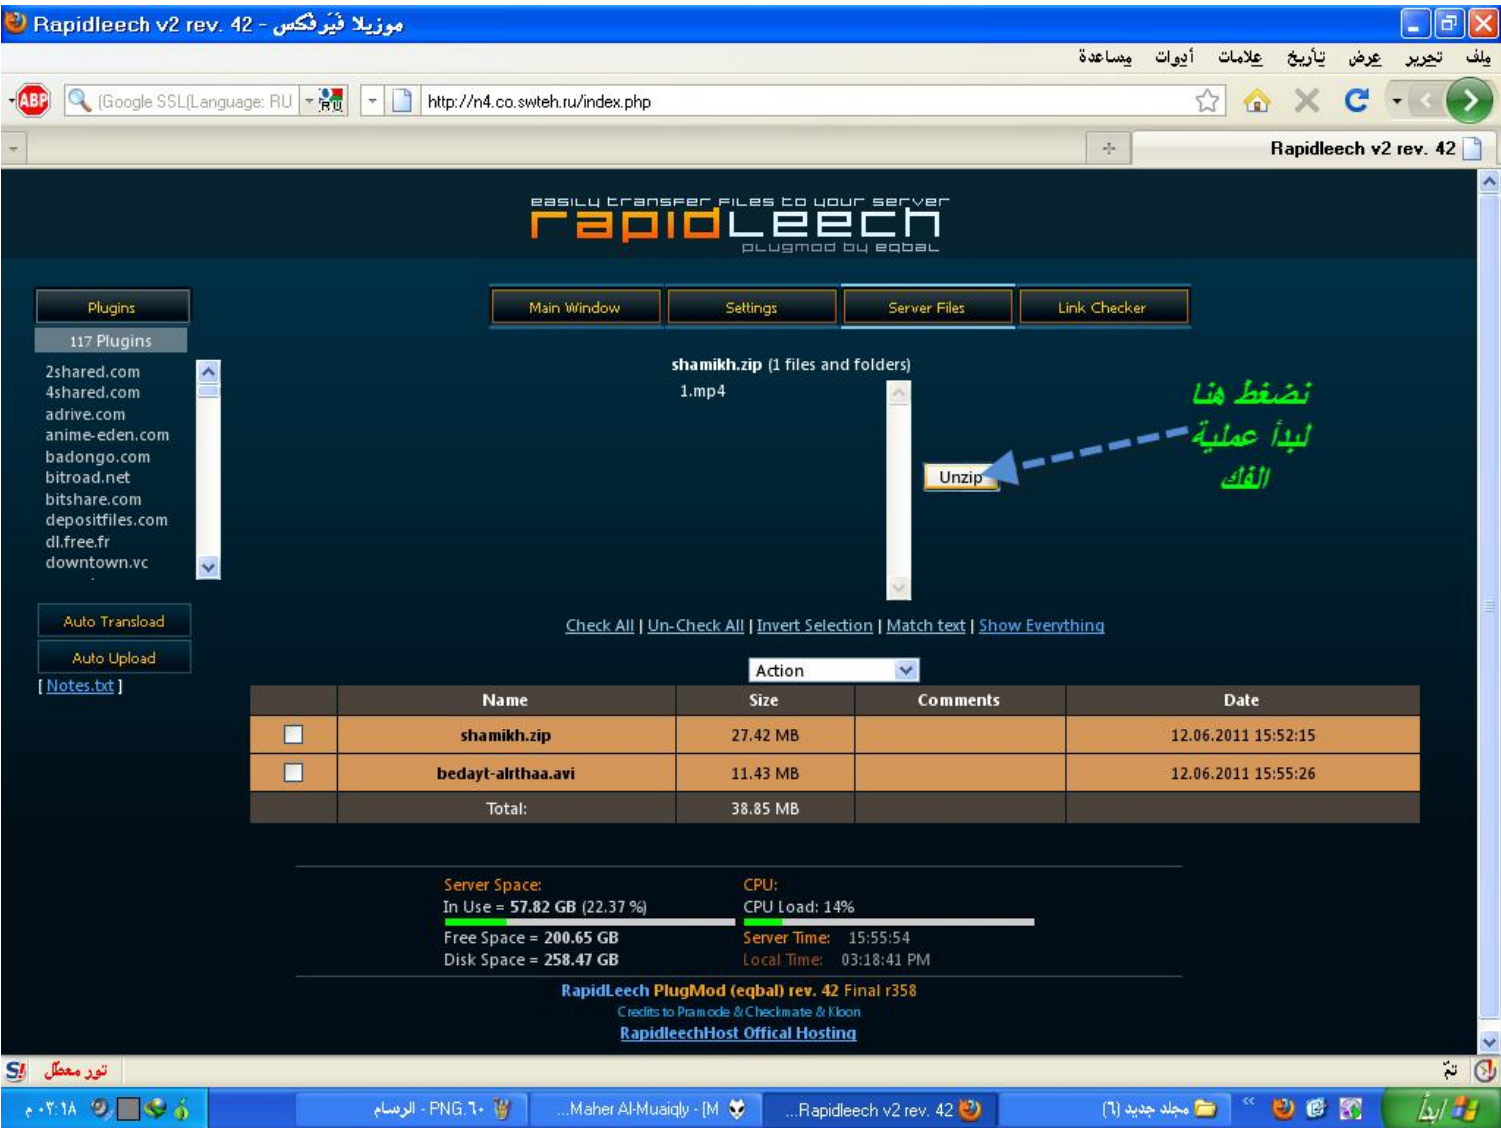 Rapidleech v2 rev. 42 - موزيلا فَيَرفُكس
ملف تحرير عرض تأريخ علامات أدوات مساعدة
ABP
(Google SSL(Language: RU
RU
http://n4.co.swteh.ru/index.php
Rapidleech v2 rev. 42
easily transfer files to your server
rapidleech
plugmod by eqbal
Main Window
Settings
Server Files
Link Checker
Plugins
117 Plugins
2shared.com
4shared.com
adrive.com
anime-eden.com
badongo.com
bitroad.net
bitshare.com
depositfiles.com
dl.free.fr
downtown.vc
Auto Transload
Auto Upload
[ Notes.txt ]
shamikh.zip (1 files and folders)
1.mp4
Unzip
نضغط هنا
لبدأ عملية
الفك
Check All | Un-Check All | Invert Selection | Match text | Show Everything
Action
Name Size Comments Date
shamikh.zip 27.42 MB 12.06.2011 15:52:15
bedayt-alrthaa.avi 11.43 MB 12.06.2011 15:55:26
Total: 38.85 MB
Server Space:
In Use = 57.82 GB (22.37 %)
Free Space = 200.65 GB
Disk Space = 258.47 GB
CPU:
CPU Load: 14%
Server Time: 15:55:54
Local Time: 03:18:41 PM
RapidLeech PlugMod (eqbal) rev. 42 Final r358
Credits to Pramode & Checkmate & Kloon
RapidleechHost Offical Hosting
تور معطّل
تمّ
ابدأ
مجلد جديد (٦)
...Rapidleech v2 rev. 42
...Maher Al-Muaiqly - [M
PNG.٦٠ - الرسام
٠٣:١٨ م